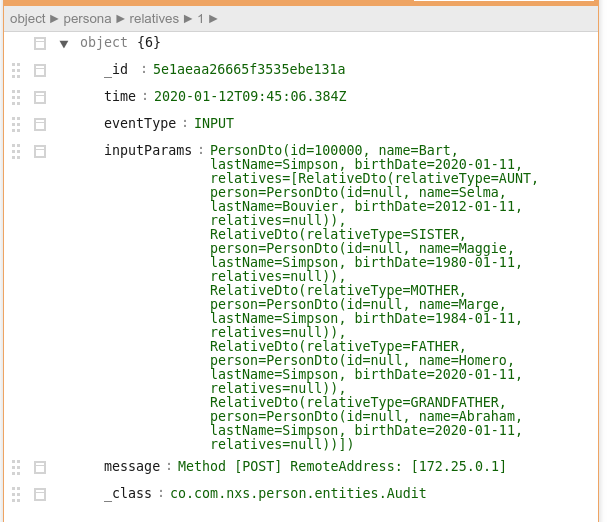 object ▶ persona ▶ relatives ▶ 1 ▶
▼ object {6}
_id : 5e1aeaa26665f3535ebe131a
time : 2020-01-12T09:45:06.384Z
eventType : INPUT
inputParams : PersonDto(id=100000, name=Bart,
lastName=Simpson, birthDate=2020-01-11,
relatives=[RelativeDto(relativeType=AUNT,
person=PersonDto(id=null, name=Selma,
lastName=Bouvier, birthDate=2012-01-11,
relatives=null)),
RelativeDto(relativeType=SISTER,
person=PersonDto(id=null, name=Maggie,
lastName=Simpson, birthDate=1980-01-11,
relatives=null)),
RelativeDto(relativeType=MOTHER,
person=PersonDto(id=null, name=Marge,
lastName=Simpson, birthDate=1984-01-11,
relatives=null)),
RelativeDto(relativeType=FATHER,
person=PersonDto(id=null, name=Homero,
lastName=Simpson, birthDate=2020-01-11,
relatives=null)),
RelativeDto(relativeType=GRANDFATHER,
person=PersonDto(id=null, name=Abraham,
lastName=Simpson, birthDate=2020-01-11,
relatives=null))])
message : Method [POST] RemoteAddress: [172.25.0.1]
_class : co.com.nxs.person.entities.Audit